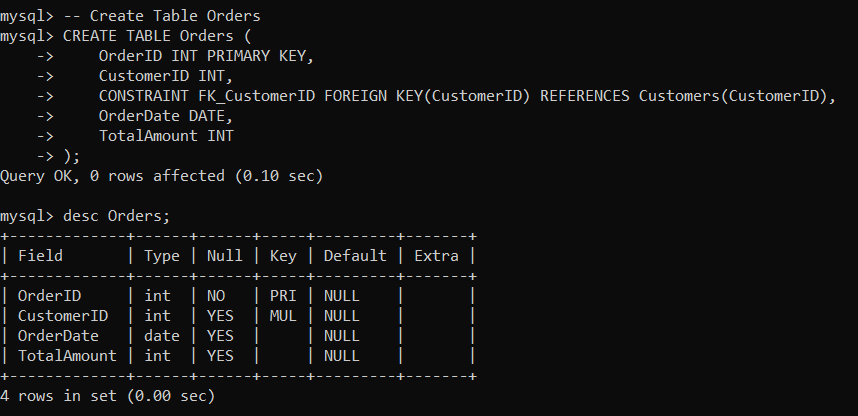 mysql> -- Create Table Orders
mysql> CREATE TABLE Orders (
    ->     OrderID INT PRIMARY KEY,
    ->     CustomerID INT,
    ->     CONSTRAINT FK_CustomerID FOREIGN KEY(CustomerID) REFERENCES Customers(CustomerID),
    ->     OrderDate DATE,
    ->     TotalAmount INT
    -> );
Query OK, 0 rows affected (0.10 sec)

mysql> desc Orders;
+-------------+------+------+-----+---------+-------+
| Field       | Type | Null | Key | Default | Extra |
+-------------+------+------+-----+---------+-------+
| OrderID     | int  | NO   | PRI | NULL    |       |
| CustomerID  | int  | YES  | MUL | NULL    |       |
| OrderDate   | date | YES  |     | NULL    |       |
| TotalAmount | int  | YES  |     | NULL    |       |
+-------------+------+------+-----+---------+-------+
4 rows in set (0.00 sec)